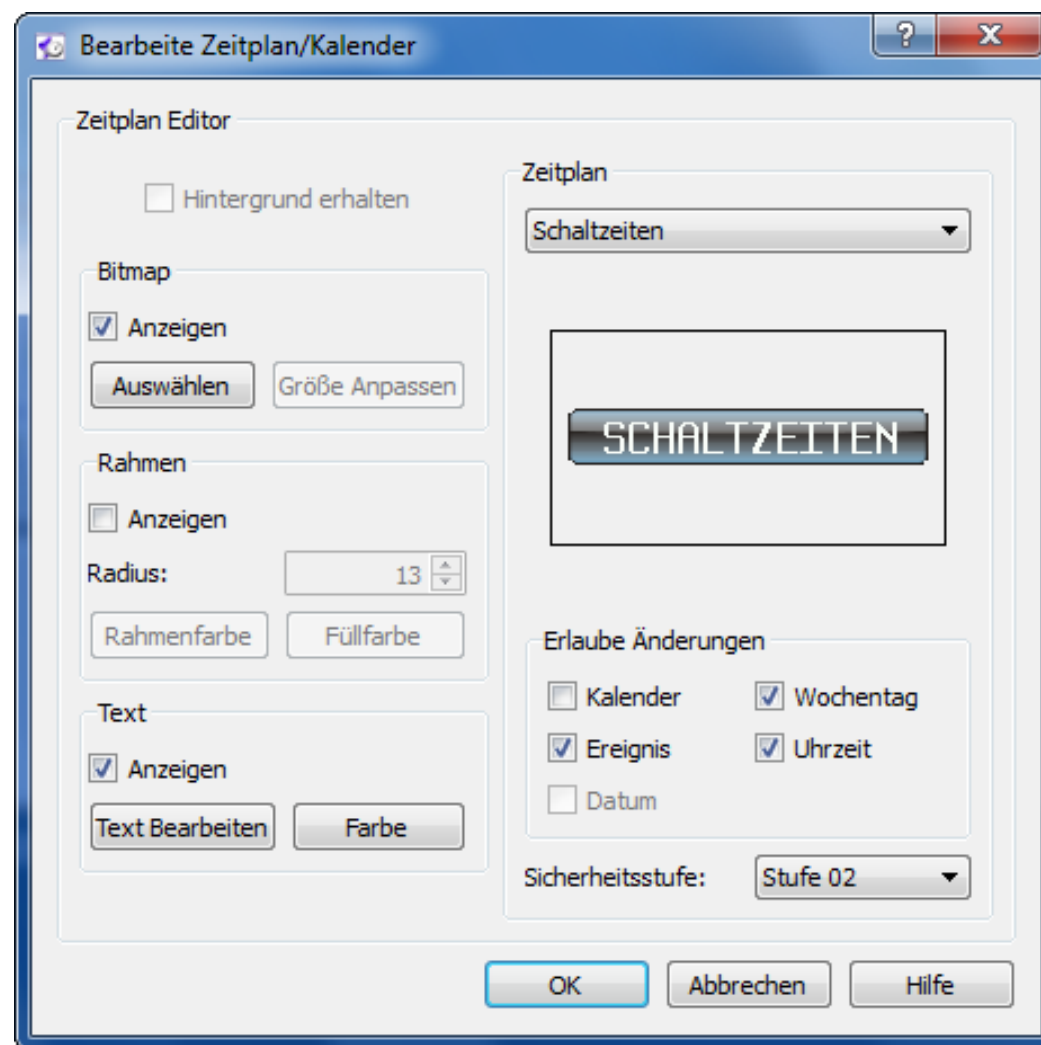 Bearbeite Zeitplan/Kalender
?
X
Zeitplan Editor
Hintergrund erhalten
Bitmap
Anzeigen
Auswählen Größe Anpassen
Rahmen
Anzeigen
Radius: 13
Rahmenfarbe Füllfarbe
Text
Anzeigen
Text Bearbeiten Farbe
Zeitplan
Schaltzeiten
SCHALTZEITEN
Erlaube Änderungen
Kalender Wochentag
Ereignis Uhrzeit
Datum
Sicherheitsstufe: Stufe 02
OK Abbrechen Hilfe